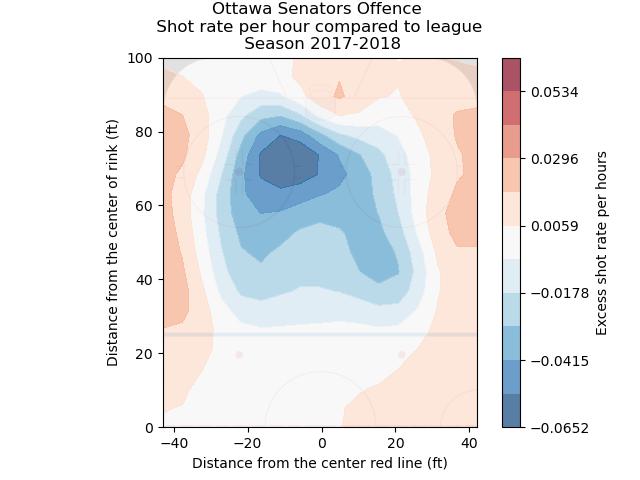 Ottawa Senators Offence
Shot rate per hour compared to league
Season 2017-2018
100
80
60
40
20
0
Distance from the center of rink (ft)
−40
−20
0
20
40
Distance from the center red line (ft)
0.0534
0.0296
0.0059
−0.0178
−0.0415
−0.0652
Excess shot rate per hours